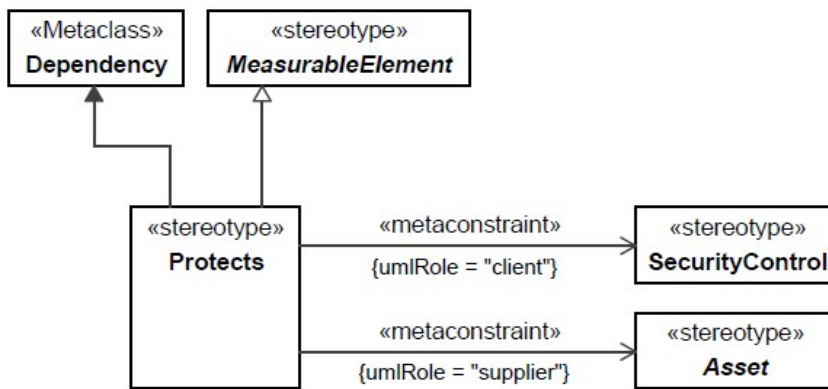 «Metaclass»
Dependency
«stereotype»
MeasurableElement
«stereotype»
Protects
«metaconstraint»
{umlRole = "client"}
«stereotype»
SecurityControl
«metaconstraint»
{umlRole = "supplier"}
«stereotype»
Asset